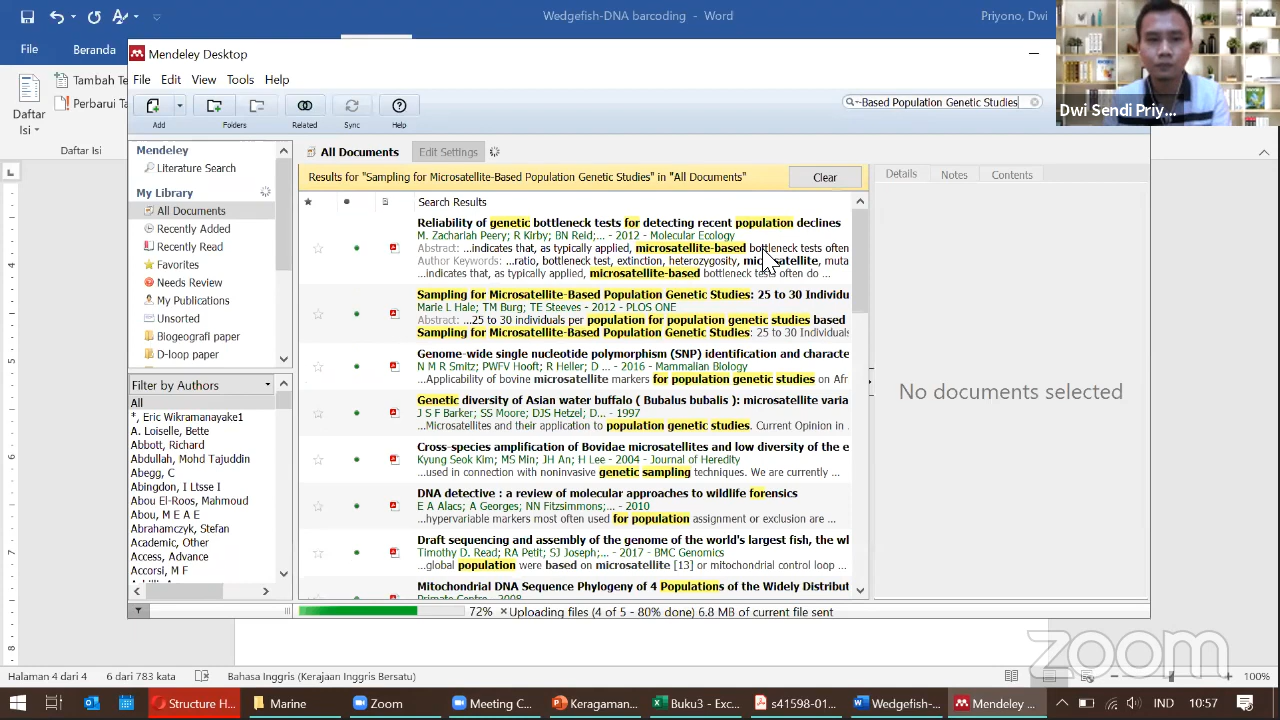 Wedgefish-DNA barcoding - Word
Priyono, Dwi
File
Beranda
Tambah Te
Perbarui Ta
Daftar
Isi
Daftar Isi
Mendeley Desktop
File Edit View Tools Help
Add
Folders
Related
Sync
Help
~-Based Population Genetic Studies
Dwi Sendi Priy...
Mendeley
Literature Search
My Library
All Documents
Recently Added
Recently Read
Favorites
Needs Review
My Publications
Unsorted
Biogeografi paper
D-loop paper
Filter by Authors
All
*, Eric Wikramanayake1
A. Loiselle, Bette
Abbott, Richard
Abdullah, Mohd Tajuddin
Abegg, C
Abingdon, I Ltsse I
Abou El-Roos, Mahmoud
Abou, M E A E
Abrahamczyk, Stefan
Academic, Other
Access, Advance
Accorsi, M F
All Documents
Edit Settings
Results for "Sampling for Microsatellite-Based Population Genetic Studies" in "All Documents"
Clear
Search Results
Reliability of genetic bottleneck tests for detecting recent population declines
M. Zachariah Peery; R Kirby; BN Reid;... - 2012 - Molecular Ecology
Abstract: ...indicates that, as typically applied, microsatellite-based bottleneck tests often
Author Keywords: ...ratio, bottleneck test, extinction, heterozygosity, microsatellite, muta
...indicates that, as typically applied, microsatellite-based bottleneck tests often do ...
Sampling for Microsatellite-Based Population Genetic Studies: 25 to 30 Individu
Marie L Hale; TM Burg; TE Steeves - 2012 - PLOS ONE
Abstract: ...25 to 30 individuals per population for population genetic studies based
Sampling for Microsatellite-Based Population Genetic Studies: 25 to 30 Individuals
Genome-wide single nucleotide polymorphism (SNP) identification and characte
N M R Smitz; PWFV Hooft; R Heller; D... - 2016 - Mammalian Biology
...Applicability of bovine microsatellite markers for population genetic studies on Afr
Genetic diversity of Asian water buffalo ( Bubalus bubalis ): microsatellite varia
J S F Barker; SS Moore; DJS Hetzel; D... - 1997
...Microsatellites and their application to population genetic studies. Current Opinion in
Cross-species amplification of Bovidae microsatellites and low diversity of the e
Kyung Seok Kim; MS Min; JH An; H Lee - 2004 - Journal of Heredity
...used in connection with noninvasive genetic sampling techniques. We are currently ...
DNA detective : a review of molecular approaches to wildlife forensics
E A Alacs; A Georges; NN Fitzsimmons;... - 2010
...hypervariable markers most often used for population assignment or exclusion are ...
Draft sequencing and assembly of the genome of the world's largest fish, the wl
Timothy D. Read; RA Petit; SJ Joseph;... - 2017 - BMC Genomics
...global population were based on microsatellite [13] or mitochondrial control loop ...
Mitochondrial DNA Sequence Phylogeny of 4 Populations of the Widely Distribut
Primate Centre - 2008
Details
Notes
Contents
No documents selected
72%
Uploading files (4 of 5 - 80% done) 6.8 MB of current file sent
zoom
Halaman 4 dari 4
6 dari 783 kata
Bahasa Inggris (Kerajaan Inggris Bersatu)
100%
Structure H...
Marine
Zoom
Meeting C...
Keragaman...
Buku3 - Exc...
s41598-01...
Wedgefish-...
Mendeley ...
IND
10:57